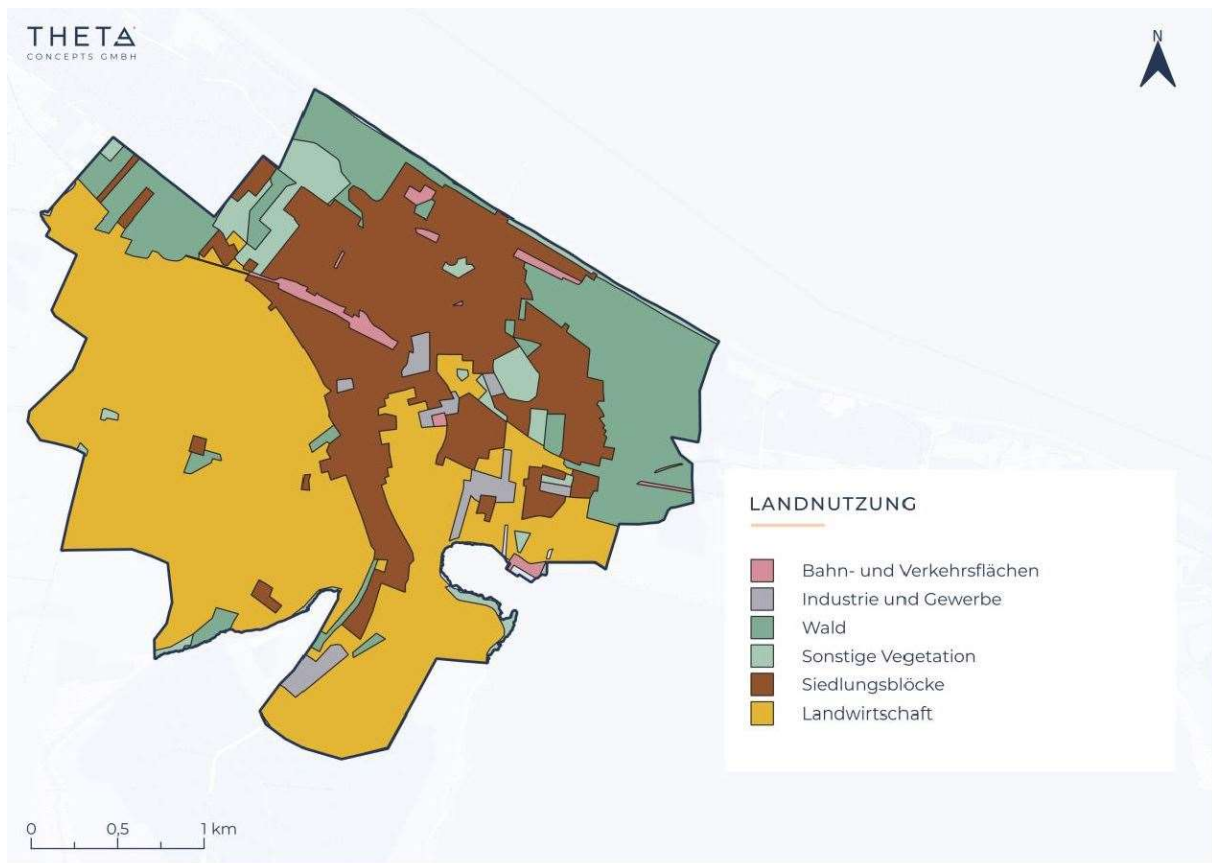 THETA
CONCEPTS GMBH
N
LANDNUTZUNG
Bahn- und Verkehrsflächen
Industrie und Gewerbe
Wald
Sonstige Vegetation
Siedlungsblöcke
Landwirtschaft
0 0,5 1 km